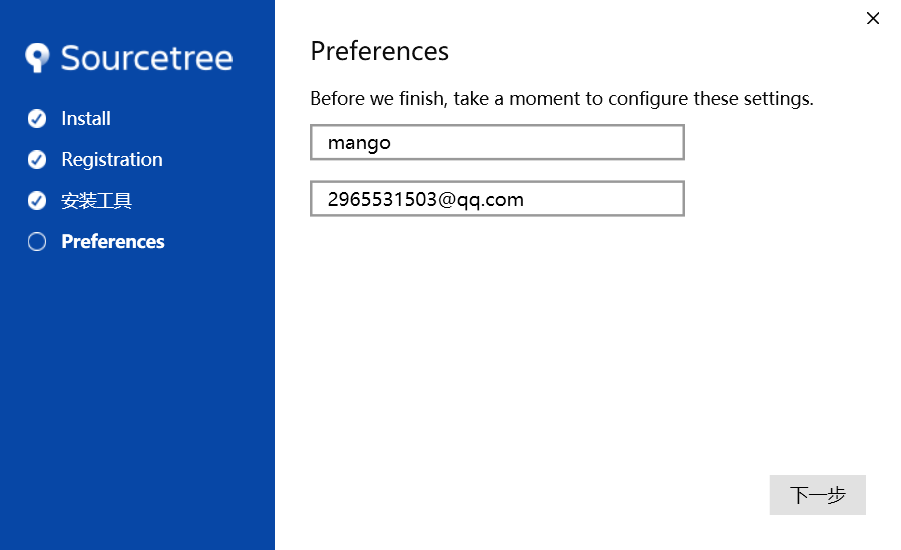 Sourcetree
Install
Registration
安装工具
Preferences
Preferences
Before we finish, take a moment to configure these settings.
mango
2965531503@qq.com
下一步